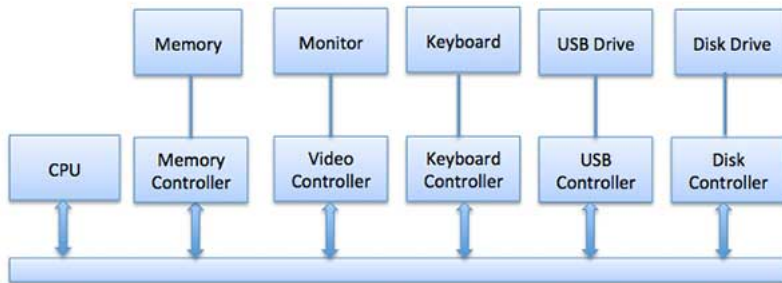 Memory
Monitor
Keyboard
USB Drive
Disk Drive
CPU
Memory
Controller
Video
Controller
Keyboard
Controller
USB
Controller
Disk
Controller